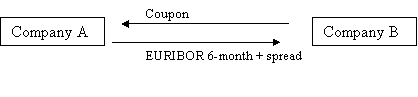 Coupon
Company A
Company B
EURIBOR 6-month + spread